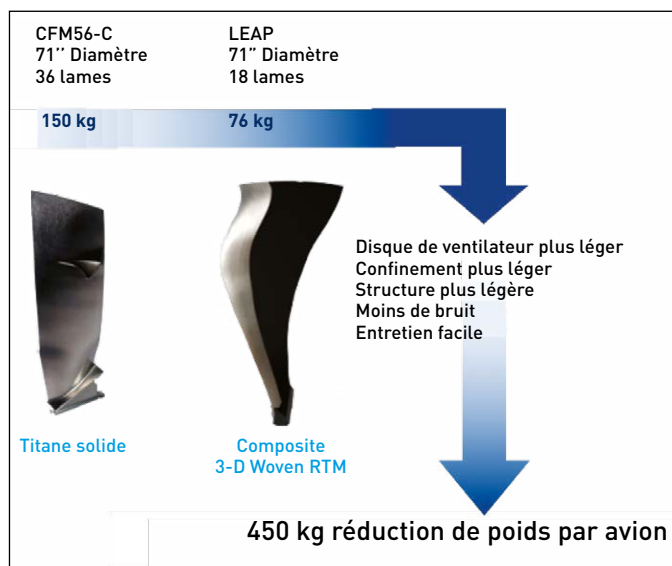 CFM56-C
71’’ Diamètre
36 lames
LEAP
71” Diamètre
18 lames
150 kg
76 kg
Disque de ventilateur plus léger
Confinement plus léger
Structure plus légère
Moins de bruit
Entretien facile
Titane solide
Composite
3-D Woven RTM
450 kg réduction de poids par avion